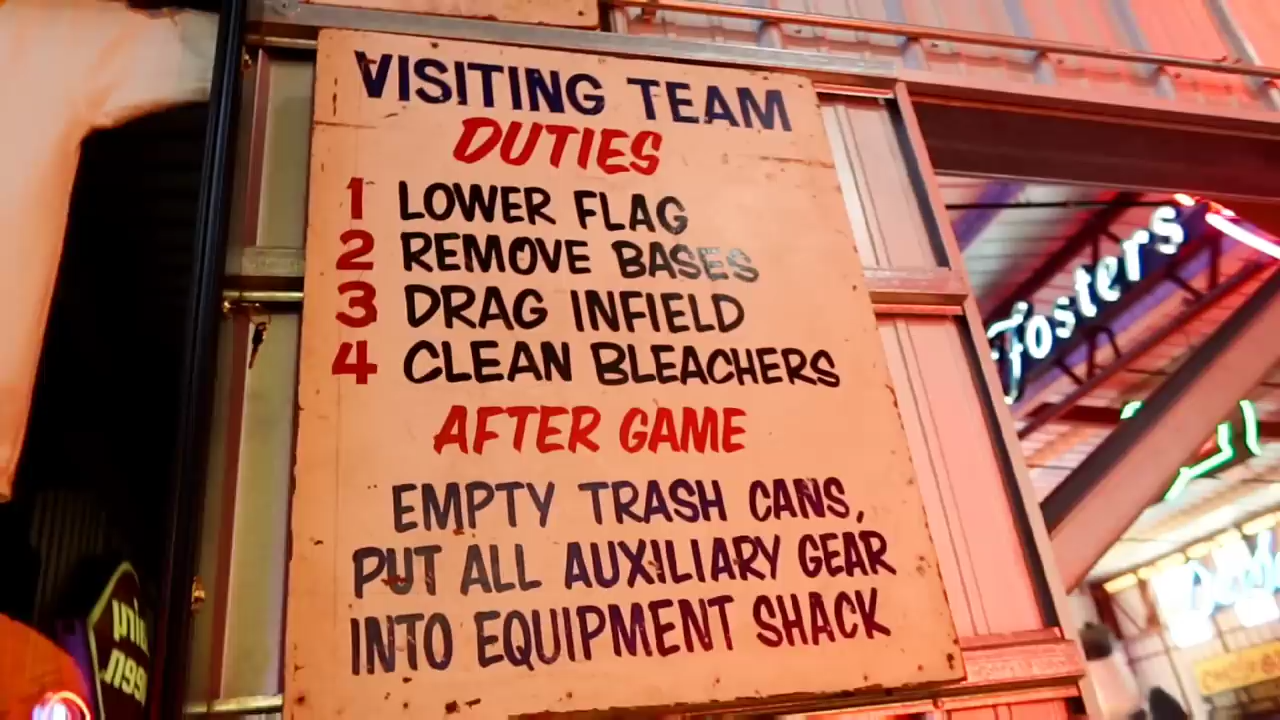 VISITING TEAM
DUTIES
1 LOWER FLAG
2 REMOVE BASES
3 DRAG INFIELD
4 CLEAN BLEACHERS
AFTER GAME
EMPTY TRASH CANS,
PUT ALL AUXILIARY GEAR
INTO EQUIPMENT SHACK
Fosters